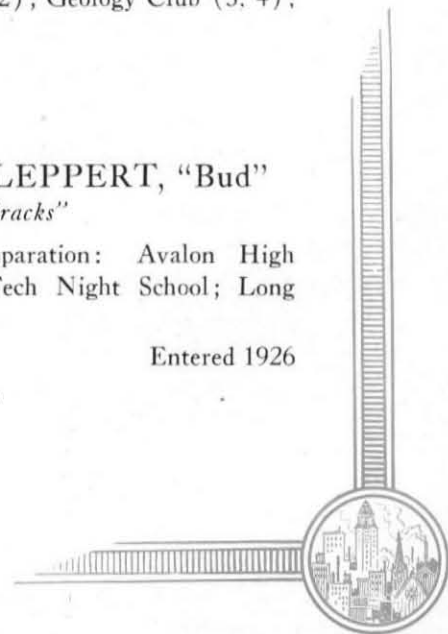 2), Geology Club (3, 4),
LEPPERT, "Bud"
racks"
paration: Avalon High
Tech Night School; Long
Entered 1926